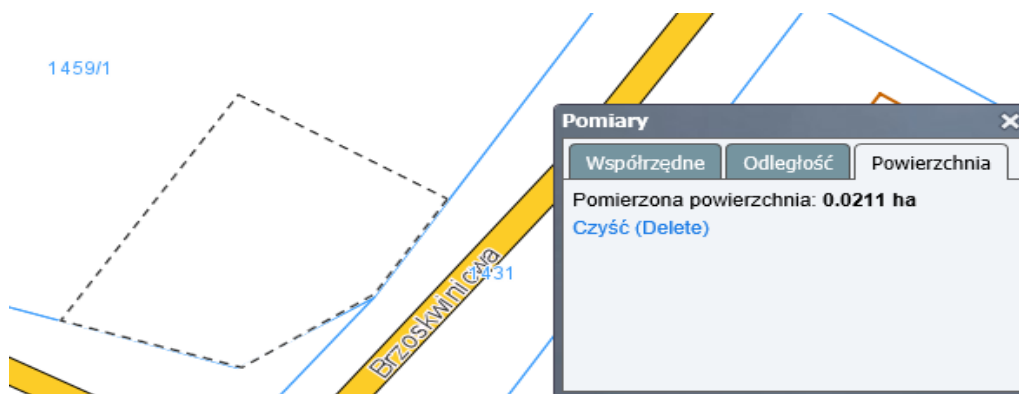 1459/1
Pomiary
Współrzędne Odległość Powierzchnia
Pomierzona powierzchnia: 0.0211 ha
Czyść (Delete)
Brzoskwiniowa
1431